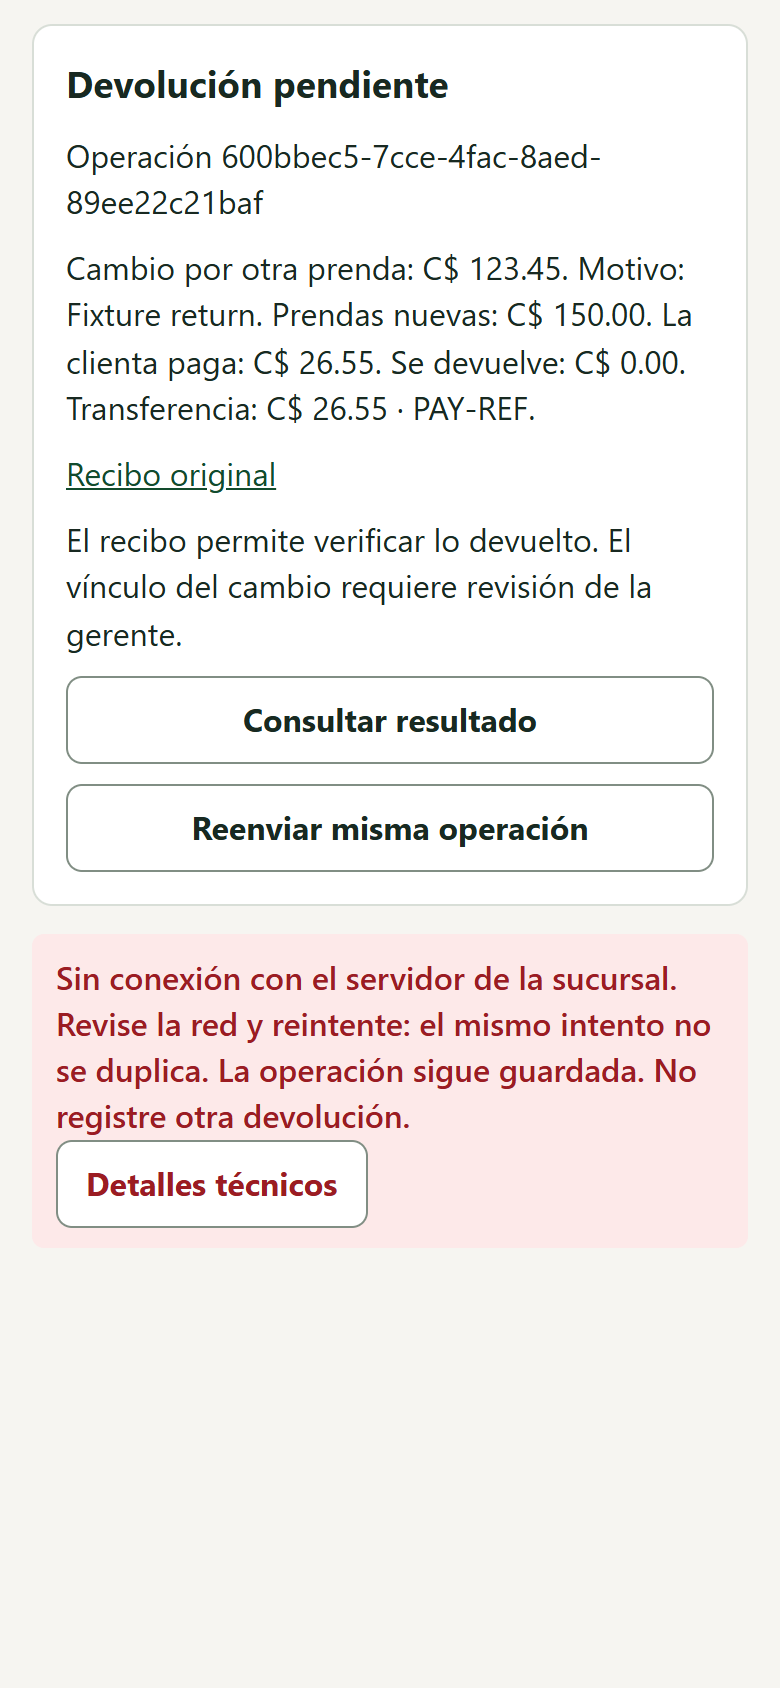 Devolución pendiente
Operación 600bbec5-7cce-4fac-8aed-
89ee22c21baf
Cambio por otra prenda: C$ 123.45. Motivo:
Fixture return. Prendas nuevas: C$ 150.00. La
clienta paga: C$ 26.55. Se devuelve: C$ 0.00.
Transferencia: C$ 26.55 · PAY-REF.
Recibo original
El recibo permite verificar lo devuelto. El
vínculo del cambio requiere revisión de la
gerente.
Consultar resultado
Reenviar misma operación
Sin conexión con el servidor de la sucursal.
Revise la red y reintente: el mismo intento no
se duplica. La operación sigue guardada. No
registre otra devolución.
Detalles técnicos